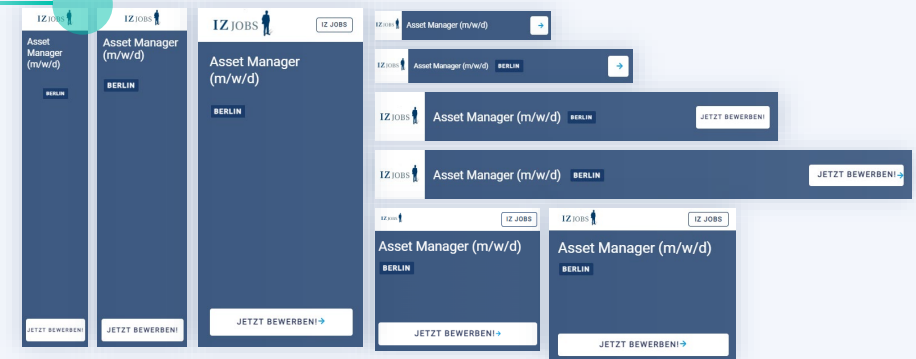 IZ JOBS
Asset
Manager
(m/w/d)
BERLIN
JETZT BEWERBEN!
IZ JOBS
Asset Manager
(m/w/d)
BERLIN
JETZT BEWERBEN!
IZ JOBS
IZ JOBS
Asset Manager
(m/w/d)
BERLIN
JETZT BEWERBEN!→
IZ JOBS Asset Manager (m/w/d) →
IZ JOBS Asset Manager (m/w/d) BERLIN →
IZ JOBS Asset Manager (m/w/d) BERLIN JETZT BEWERBEN!
IZ JOBS Asset Manager (m/w/d) BERLIN JETZT BEWERBEN!→
IZ JOBS IZ JOBS
Asset Manager (m/w/d)
BERLIN
JETZT BEWERBEN!→
IZ JOBS IZ JOBS
Asset Manager (m/w/d)
BERLIN
JETZT BEWERBEN!→